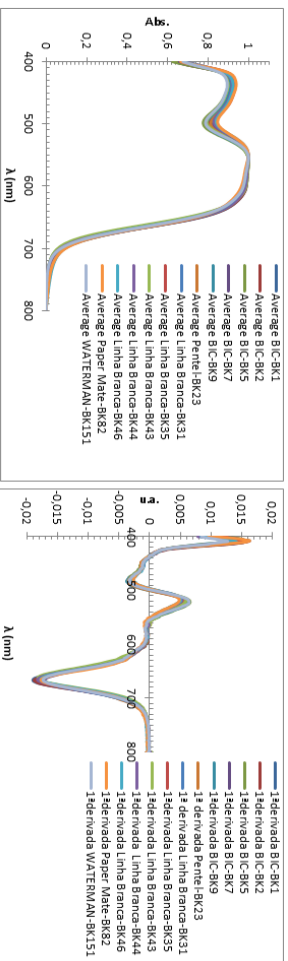 Abs.
1
0,8
0,6
0,4
0,2
0
400
500
600
700
800
λ (nm)
Average BIC-BK1
Average BIC-BK2
Average BIC-BK5
Average BIC-BK7
Average BIC-BK9
Average Pentel-BK23
Average Linha Branca-BK31
Average Linha Branca-BK35
Average Linha Branca-BK43
Average Linha Branca-BK44
Average Linha Branca-BK46
Average Paper Mate-BK82
Average WATERMAN-BK151
u.a.
0,02
0,015
0,01
0,005
0
-0,005
-0,01
-0,015
-0,02
400
500
600
700
800
λ (nm)
1ªderivada BIC-BK1
1ªderivada BIC-BK2
1ªderivada BIC-BK5
1ªderivada BIC-BK7
1ªderivada BIC-BK9
1ª derivada Pentel-BK23
1ª derivada Linha Branca-BK31
1ªderivada Linha Branca-BK35
1ªderivada Linha Branca-BK43
1ªderivada Linha Branca-BK44
1ªderivada Linha Branca-BK46
1ªderivada Paper Mate-BK82
1ªderivada WATERMAN-BK151